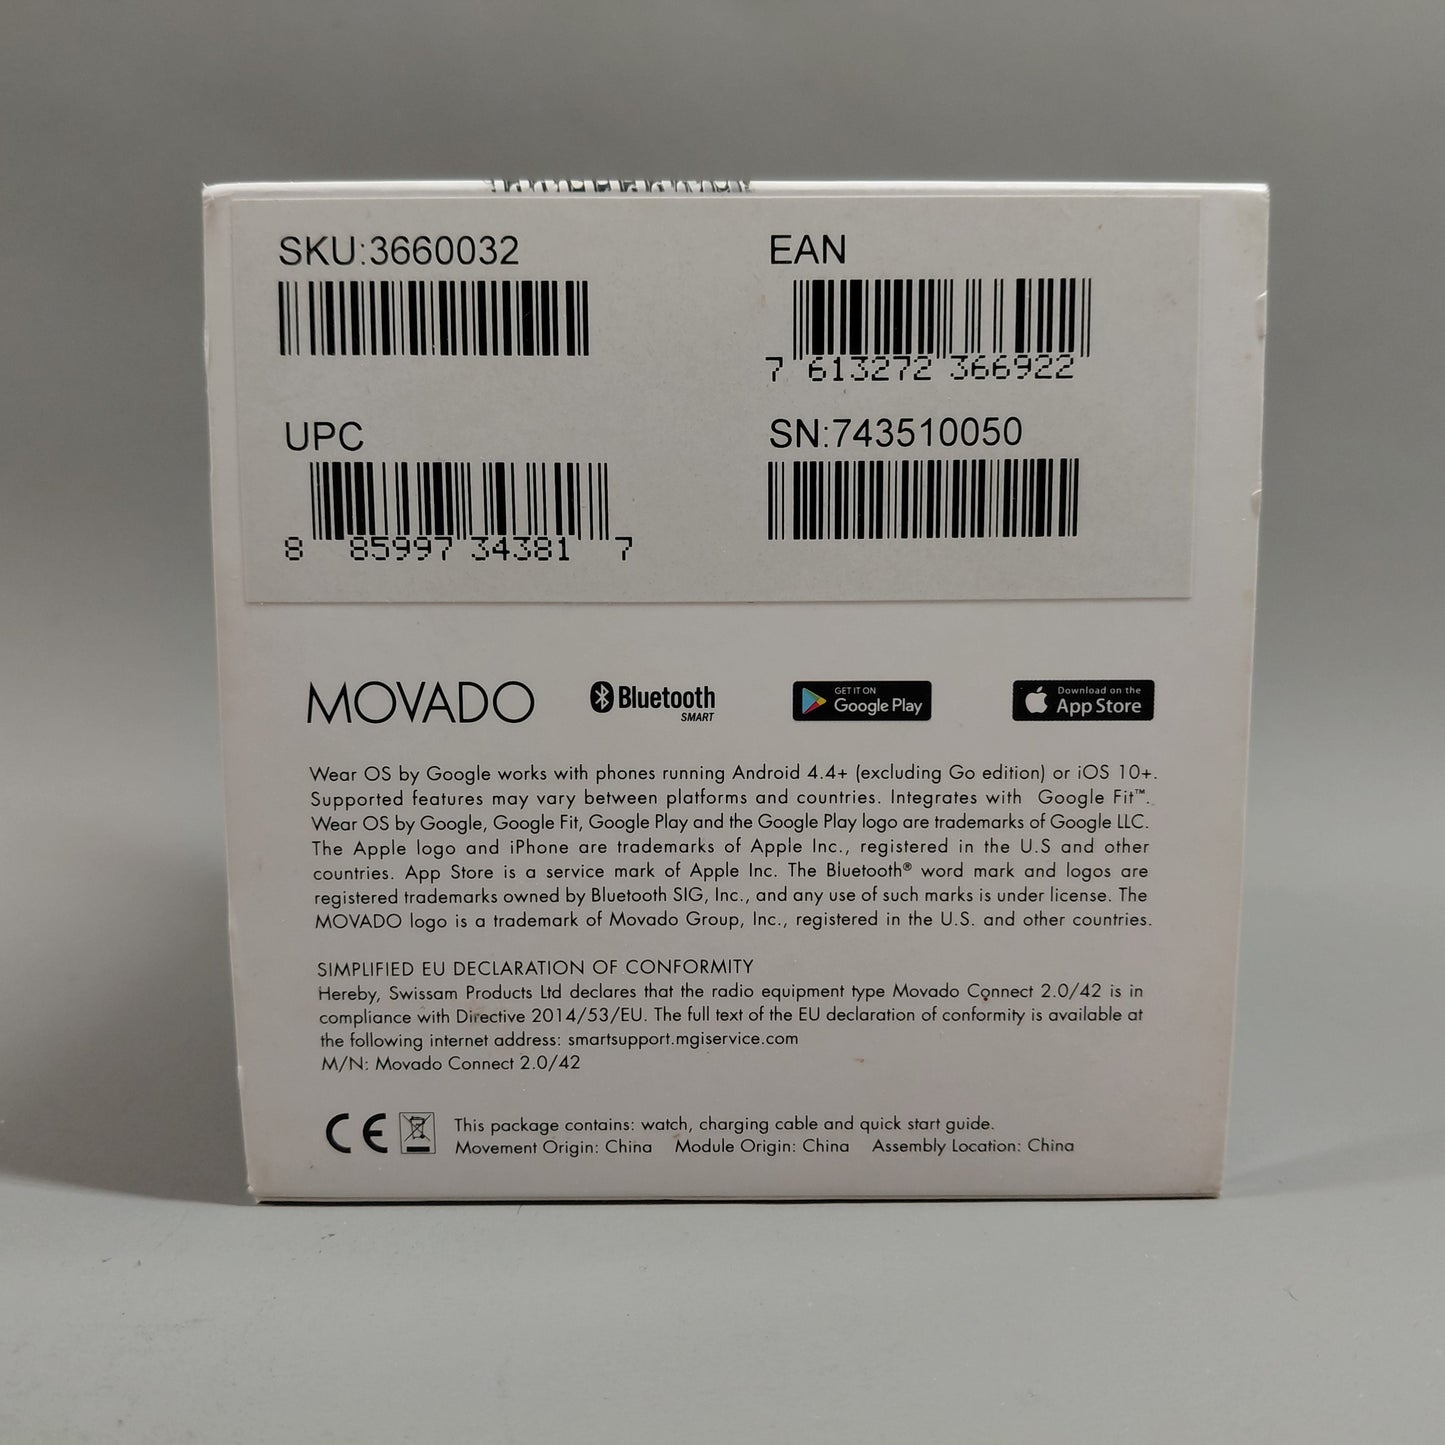 SKU:3660032
EAN
7 613272 366922
UPC
SN:743510050
8 85997 34381 7
MOVADO
Bluetooth
SMART
GET IT ON
Google Play
Download on the
App Store
Wear OS by Google works with phones running Android 4.4+ (excluding Go edition) or iOS 10+.
Supported features may vary between platforms and countries. Integrates with Google Fit™.
Wear OS by Google, Google Fit, Google Play and the Google Play logo are trademarks of Google LLC.
The Apple logo and iPhone are trademarks of Apple Inc., registered in the U.S and other
countries. App Store is a service mark of Apple Inc. The Bluetooth® word mark and logos are
registered trademarks owned by Bluetooth SIG, Inc., and any use of such marks is under license. The
MOVADO logo is a trademark of Movado Group, Inc., registered in the U.S. and other countries.
SIMPLIFIED EU DECLARATION OF CONFORMITY
Hereby, Swissam Products Ltd declares that the radio equipment type Movado Connect 2.0/42 is in
compliance with Directive 2014/53/EU. The full text of the EU declaration of conformity is available at
the following internet address: smartsupport.mgiservice.com
M/N: Movado Connect 2.0/42
CE
This package contains: watch, charging cable and quick start guide.
Movement Origin: China Module Origin: China Assembly Location: China